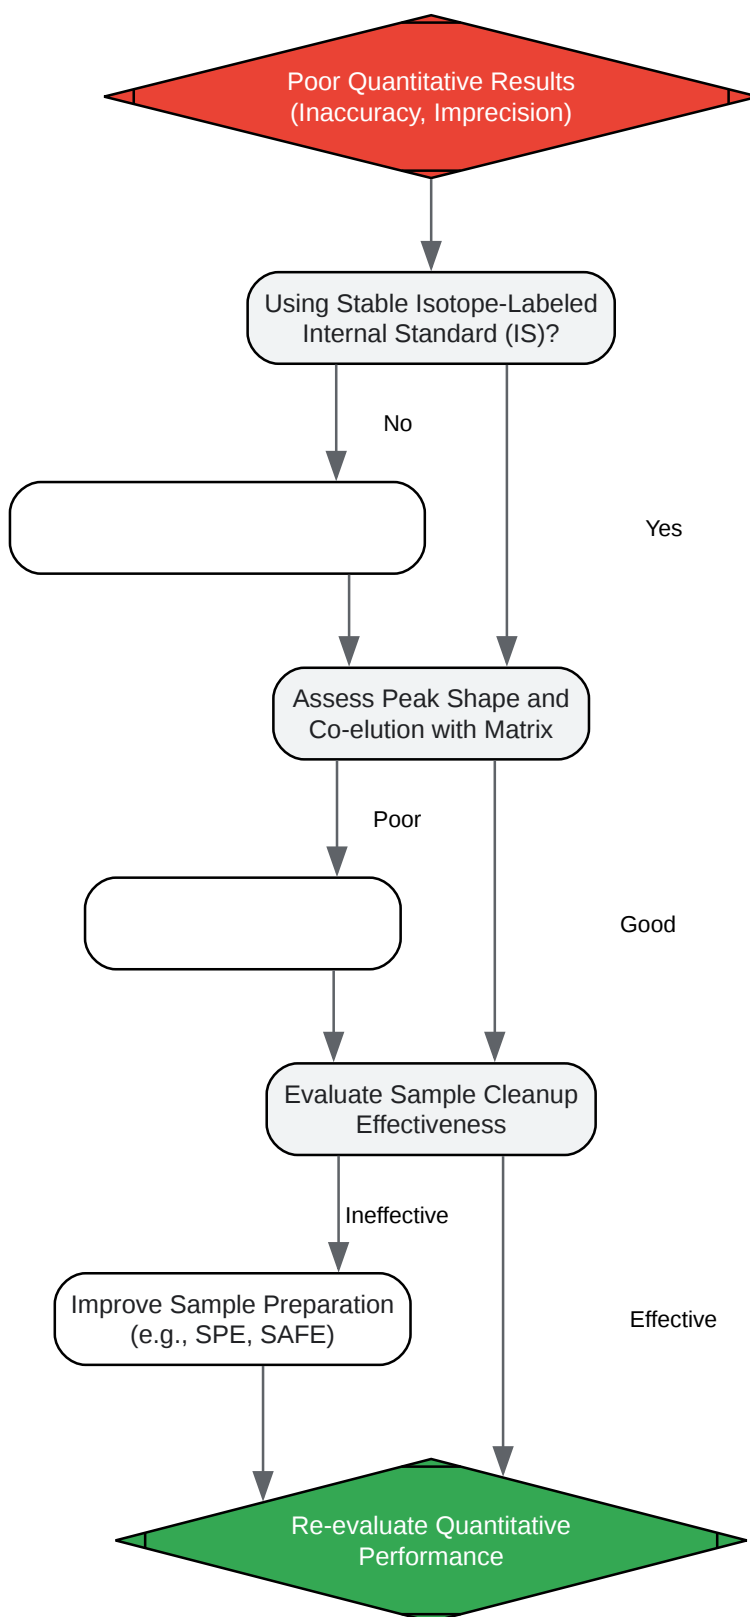 Poor Quantitative Results
(Inaccuracy, Imprecision)
Using Stable Isotope-Labeled
Internal Standard (IS)?
No
Yes
Assess Peak Shape and
Co-elution with Matrix
Poor
Good
Evaluate Sample Cleanup
Effectiveness
Ineffective
Improve Sample Preparation
(e.g., SPE, SAFE)
Effective
Re-evaluate Quantitative
Performance